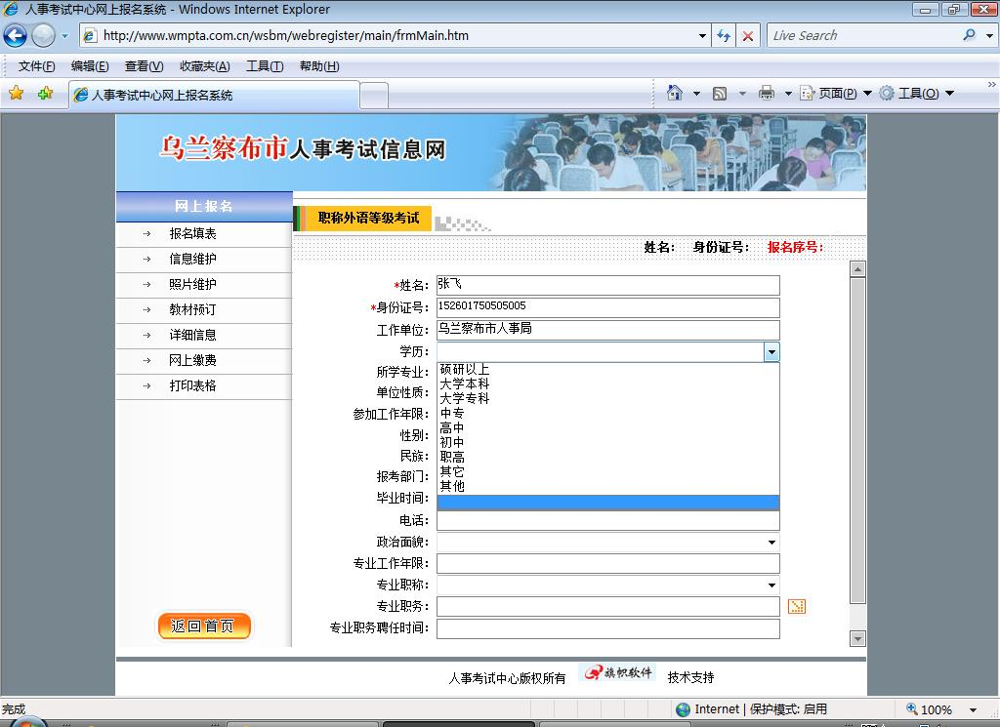 人事考试中心网上报名系统 - Windows Internet Explorer
http://www.wmpta.com.cn/wsbm/webregister/main/frmMain.htm
Live Search
文件(F) 编辑(E) 查看(V) 收藏夹(A) 工具(T) 帮助(H)
人事考试中心网上报名系统
页面(P) 工具(O)
乌兰察布市人事考试信息网
网上报名
报名填表
信息维护
照片维护
教材预订
详细信息
网上缴费
打印表格
返回首页
职称外语等级考试
姓名: 身份证号: 报名序号:
*姓名: 张飞
*身份证号: 152601750505005
工作单位: 乌兰察布市人事局
学历:
硕研以上
大学本科
大学专科
中专
高中
初中
职高
其它
其他
所学专业:
单位性质:
参加工作年限:
性别:
民族:
报考部门:
毕业时间:
电话:
政治面貌:
专业工作年限:
专业职称:
专业职务:
专业职务聘任时间:
人事考试中心版权所有 旗帜软件 技术支持
完成
Internet | 保护模式: 启用
100%